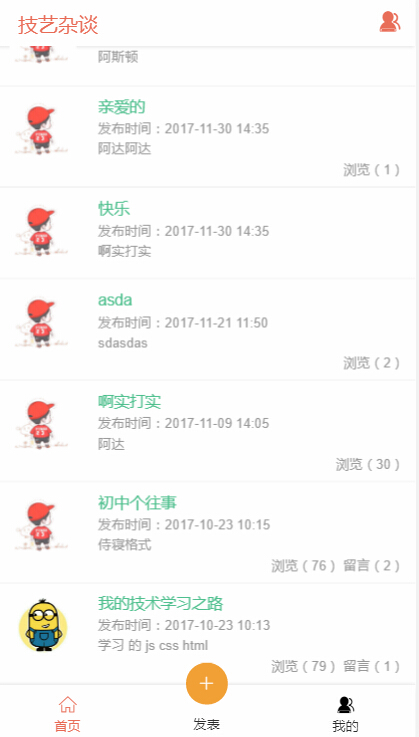 技艺杂谈
阿斯顿
亲爱的
发布时间：2017-11-30 14:35
阿达阿达
浏览（1）
快乐
发布时间：2017-11-30 14:35
啊实打实
asda
发布时间：2017-11-21 11:50
sdasdas
浏览（2）
啊实打实
发布时间：2017-11-09 14:05
阿达
浏览（30）
初中个往事
发布时间：2017-10-23 10:15
侍寝格式
浏览（76） 留言（2）
我的技术学习之路
发布时间：2017-10-23 10:13
学习 的 js css html
浏览（79） 留言（1）
首页
发表
我的